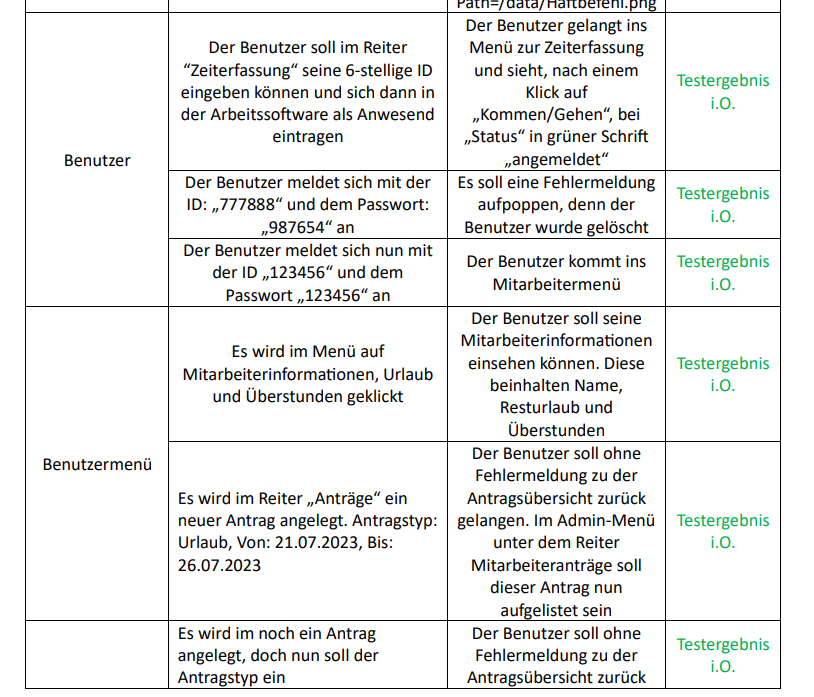 Path=/data/Haftbefehl.png
Benutzer
Der Benutzer soll im Reiter
“Zeiterfassung“ seine 6-stellige ID
eingeben können und sich dann in
der Arbeitssoftware als Anwesend
eintragen
Der Benutzer gelangt ins
Menü zur Zeiterfassung
und sieht, nach einem
Klick auf
„Kommen/Gehen“, bei
„Status“ in grüner Schrift
„angemeldet“
Testergebnis
i.O.
Der Benutzer meldet sich mit der
ID: „777888“ und dem Passwort:
„987654“ an
Es soll eine Fehlermeldung
aufpoppen, denn der
Benutzer wurde gelöscht
Testergebnis
i.O.
Der Benutzer meldet sich nun mit
der ID „123456“ und dem
Passwort „123456“ an
Der Benutzer kommt ins
Mitarbeitermenü
Testergebnis
i.O.
Benutzermenü
Es wird im Menü auf
Mitarbeiterinformationen, Urlaub
und Überstunden geklickt
Der Benutzer soll seine
Mitarbeiterinformationen
einsehen können. Diese
beinhalten Name,
Resturlaub und
Überstunden
Testergebnis
i.O.
Es wird im Reiter „Anträge“ ein
neuer Antrag angelegt. Antragstyp:
Urlaub, Von: 21.07.2023, Bis:
26.07.2023
Der Benutzer soll ohne
Fehlermeldung zu der
Antragsübersicht zurück
gelangen. Im Admin-Menü
unter dem Reiter
Mitarbeiteranträge soll
dieser Antrag nun
aufgelistet sein
Testergebnis
i.O.
Es wird im noch ein Antrag
angelegt, doch nun soll der
Antragstyp ein
Der Benutzer soll ohne
Fehlermeldung zu der
Antragsübersicht zurück
Testergebnis
i.O.